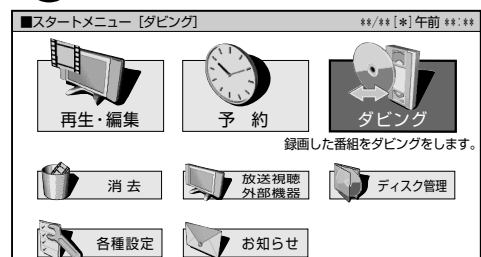 ■スタートメニュー［ダビング］ **/**[*]午前 **:**
再生・編集 予 約 ダビング
録画した番組をダビングをします。
消 去 放送視聴 外部機器 ディスク管理
各種設定 お知らせ